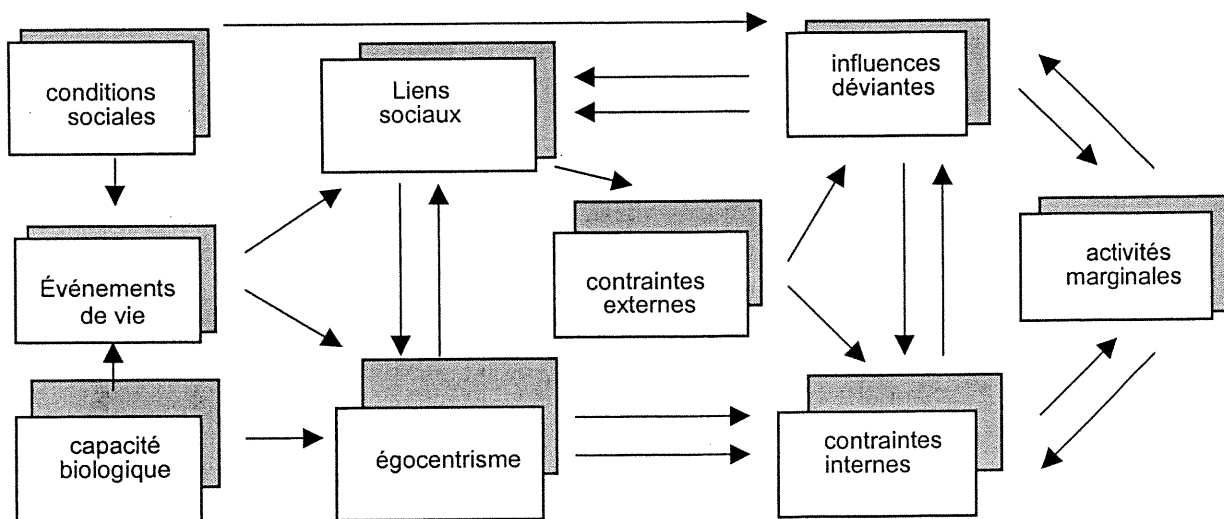 conditions
sociales
Liens
sociaux
influences
déviantes
Événements
de vie
contraintes
externes
activités
marginales
capacité
biologique
égocentrisme
contraintes
internes